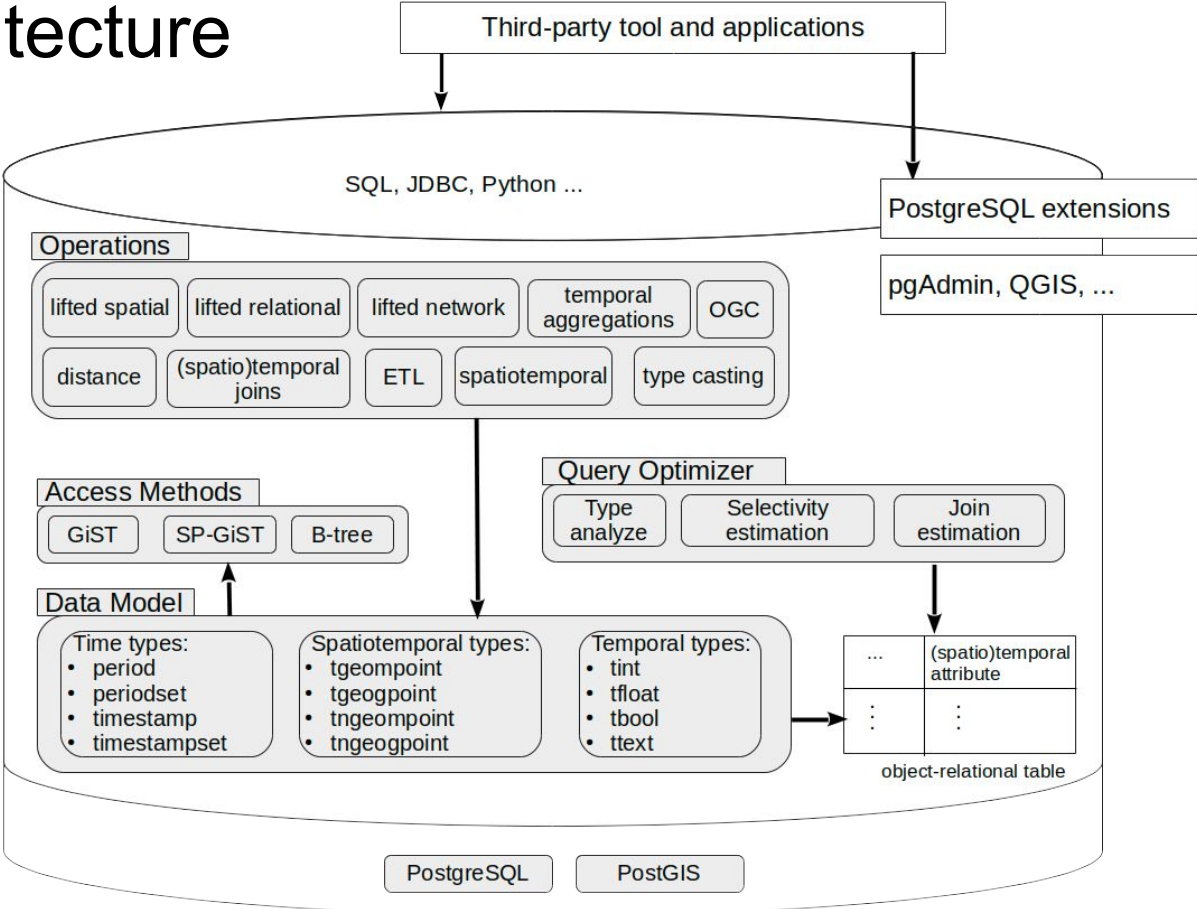 tecture
Third-party tool and applications
SQL, JDBC, Python ...
PostgreSQL extensions
pgAdmin, QGIS, ...
Operations
lifted spatial
lifted relational
lifted network
temporal
aggregations
OGC
distance
(spatio)temporal
joins
ETL
spatiotemporal
type casting
Access Methods
GiST
SP-GiST
B-tree
Query Optimizer
Type
analyze
Selectivity
estimation
Join
estimation
Data Model
Time types:
• period
• periodset
• timestamp
• timestampset
Spatiotemporal types:
• tgeompoint
• tgeogpoint
• tngeompoint
• tngeogpoint
Temporal types:
• tint
• tfloat
• tbool
• ttext
...
(spatio)temporal
attribute
⋮
⋮
object-relational table
PostgreSQL
PostGIS